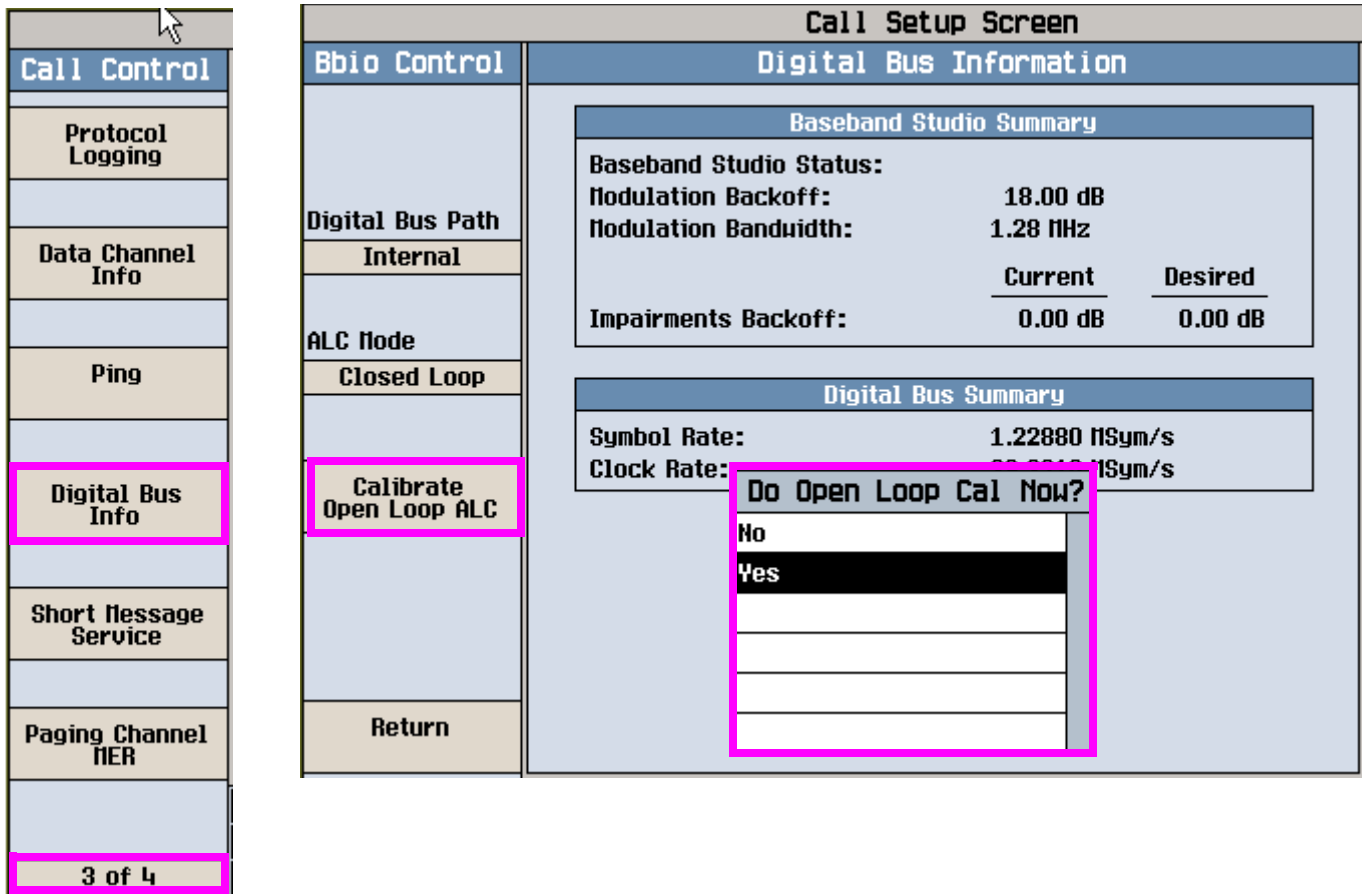 Call Control
Protocol
Logging
Data Channel
Info
Ping
Digital Bus
Info
Short Message
Service
Paging Channel
MER
3 of 4
Call Setup Screen
Bbio Control
Digital Bus Path
Internal
ALC Mode
Closed Loop
Calibrate
Open Loop ALC
Return
Digital Bus Information
Baseband Studio Summary
Baseband Studio Status:
Modulation Backoff: 18.00 dB
Modulation Bandwidth: 1.28 MHz
Current Desired
Impairments Backoff: 0.00 dB 0.00 dB
Digital Bus Summary
Symbol Rate: 1.22880 MSym/s
Clock Rate: MSym/s
Do Open Loop Cal Now?
No
Yes